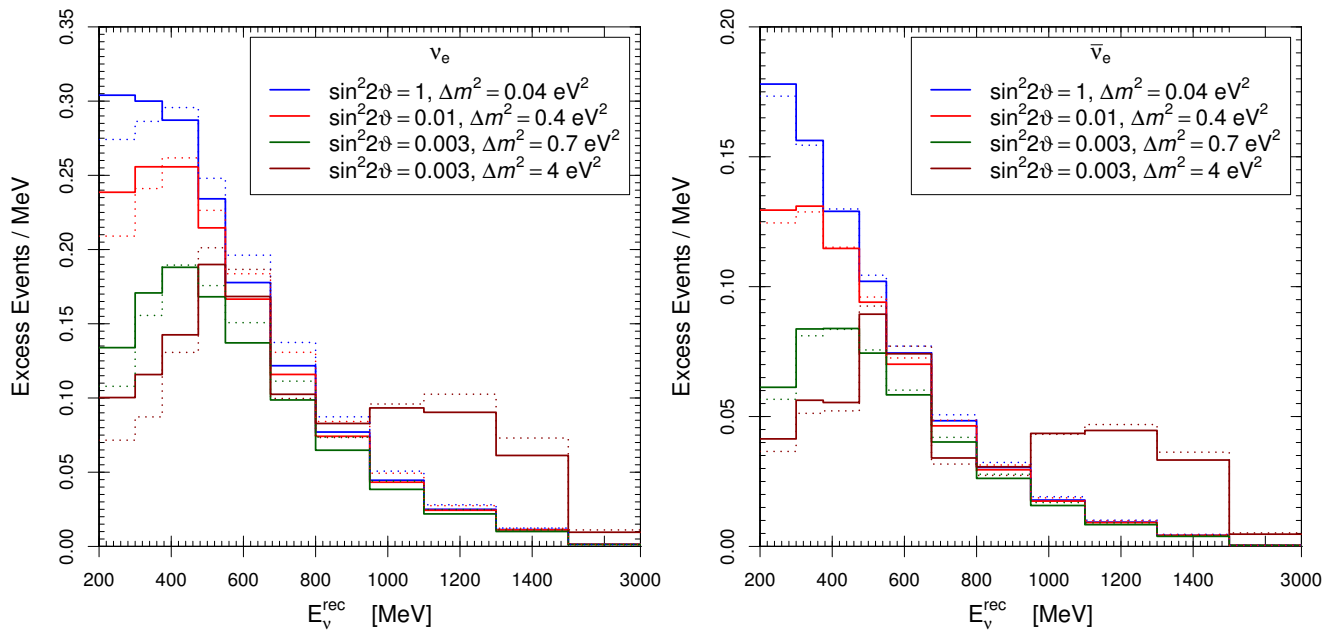 νe
sin²2ϑ = 1, Δm² = 0.04 eV²
sin²2ϑ = 0.01, Δm² = 0.4 eV²
sin²2ϑ = 0.003, Δm² = 0.7 eV²
sin²2ϑ = 0.003, Δm² = 4 eV²
Excess Events / MeV
0.35
0.30
0.25
0.20
0.15
0.10
0.05
0.00
200 400 600 800 1000 1200 1400 3000
E_ν^rec [MeV]
ν̄e
sin²2ϑ = 1, Δm² = 0.04 eV²
sin²2ϑ = 0.01, Δm² = 0.4 eV²
sin²2ϑ = 0.003, Δm² = 0.7 eV²
sin²2ϑ = 0.003, Δm² = 4 eV²
Excess Events / MeV
0.20
0.15
0.10
0.05
0.00
200 400 600 800 1000 1200 1400 3000
E_ν^rec [MeV]